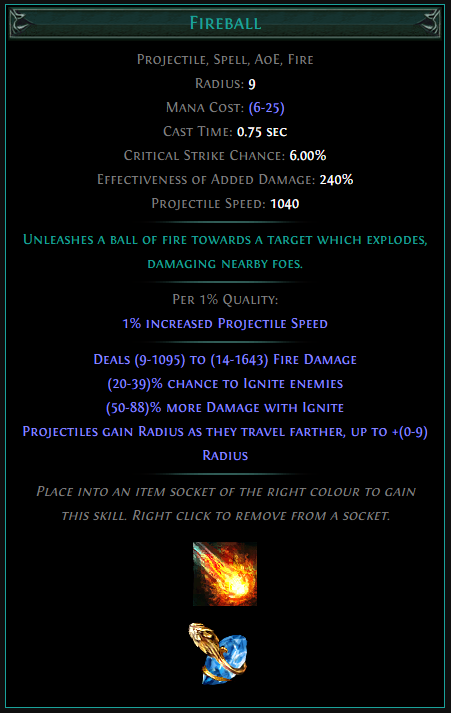 Fireball
Projectile, Spell, AoE, Fire
Radius: 9
Mana Cost: (6-25)
Cast Time: 0.75 sec
Critical Strike Chance: 6.00%
Effectiveness of Added Damage: 240%
Projectile Speed: 1040
Unleashes a ball of fire towards a target which explodes,
damaging nearby foes.
Per 1% Quality:
1% increased Projectile Speed
Deals (9-1095) to (14-1643) Fire Damage
(20-39)% chance to Ignite enemies
(50-88)% more Damage with Ignite
Projectiles gain Radius as they travel farther, up to +(0-9)
Radius
Place into an item socket of the right colour to gain
this skill. Right click to remove from a socket.